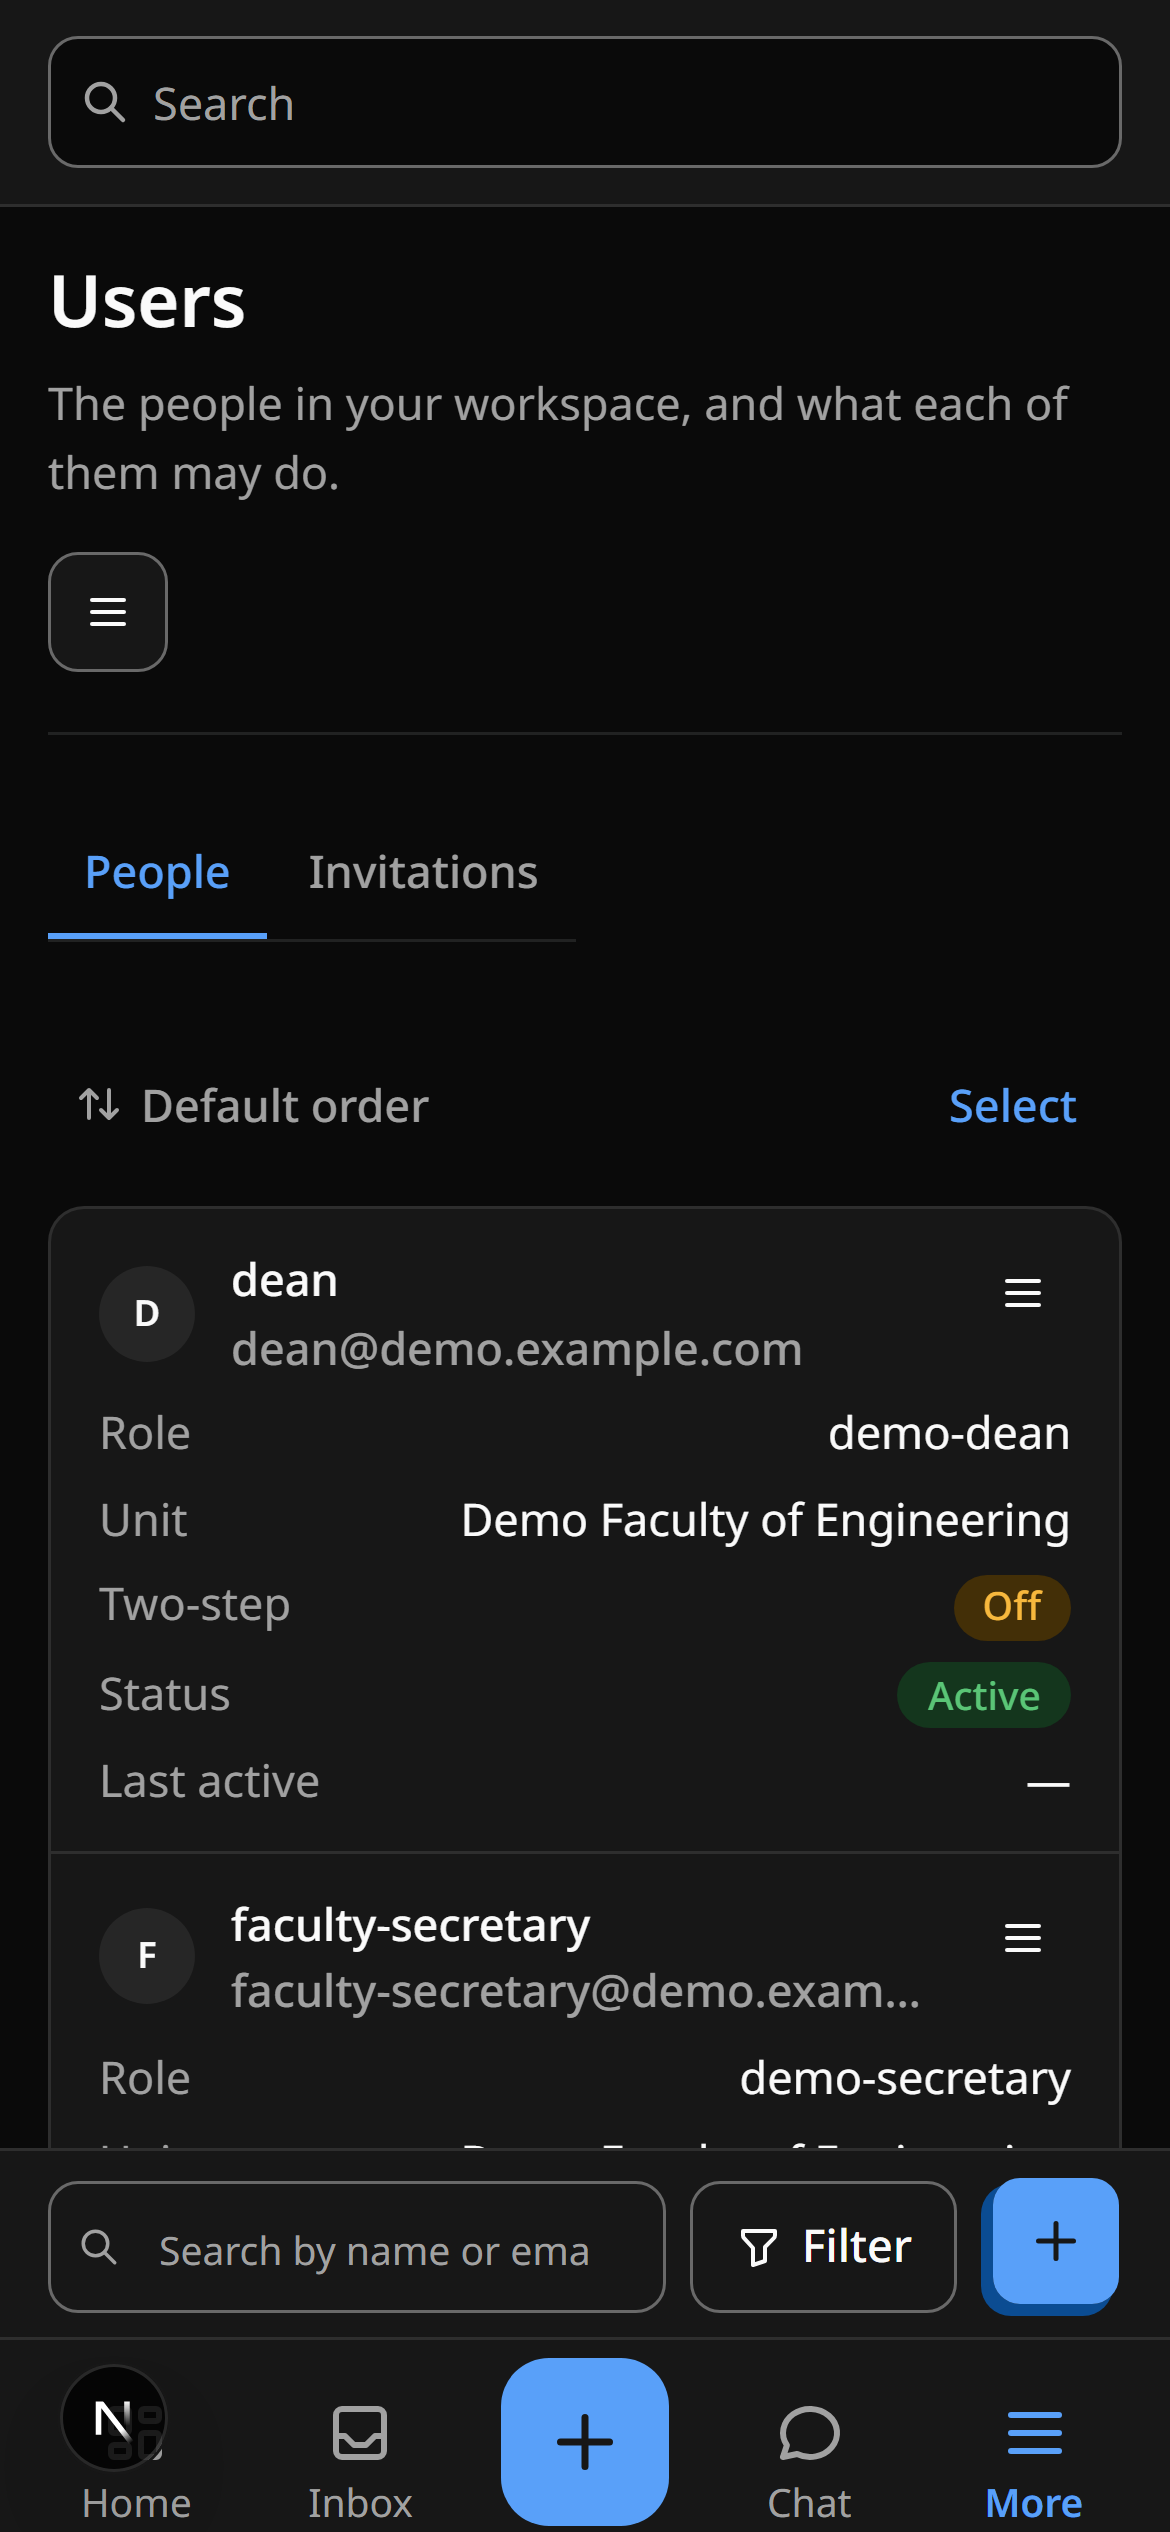 Search
Users
The people in your workspace, and what each of
them may do.
People Invitations
Default order Select
D
dean
dean@demo.example.com
Role demo-dean
Unit Demo Faculty of Engineering
Two-step Off
Status Active
Last active —
F
faculty-secretary
faculty-secretary@demo.exam...
Role demo-secretary
Search by name or ema
Filter
N
Home Inbox Chat More